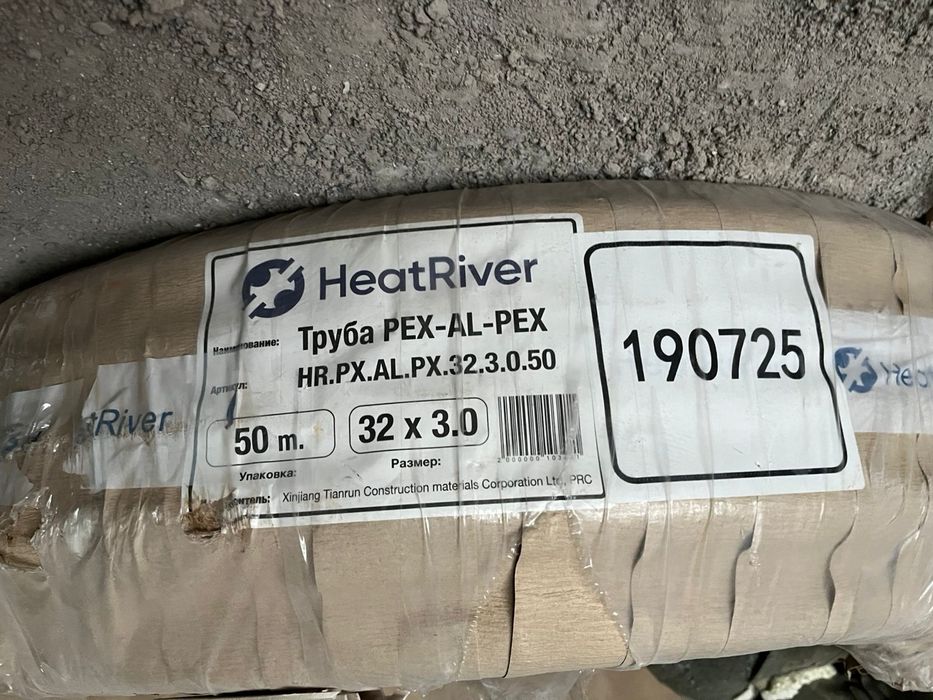 HeatRiver
Наименование: Труба PEX-AL-PEX
Артикул: HR.PX.AL.PX.32.3.0.50
50 m. 32 x 3.0
Упаковка: Размер:
Xinjiang Tianrun Construction materials Corporation Ltd, PRC
190725